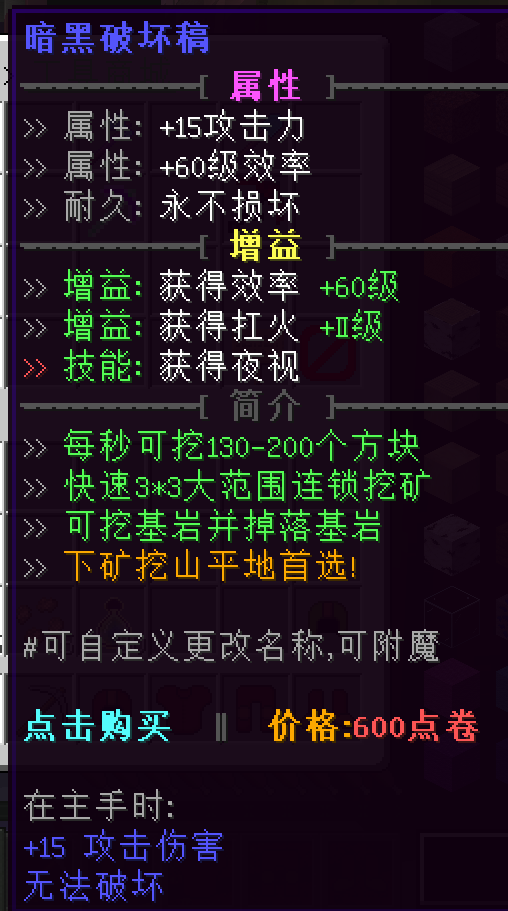 暗黑破坏稿
[ 属性 ]
>> 属性: +15攻击力
>> 属性: +60级效率
>> 耐久: 永不损坏
[ 增益 ]
>> 增益: 获得效率 +60级
>> 增益: 获得扛火 +II级
>> 技能: 获得夜视
[ 简介 ]
>> 每秒可挖130-200个方块
>> 快速3*3大范围连锁挖矿
>> 可挖基岩并掉落基岩
>> 下矿挖山平地首选!
#可自定义更改名称,可附魔
点击购买 || 价格:600点卷
在主手时:
+15 攻击伤害
无法破坏